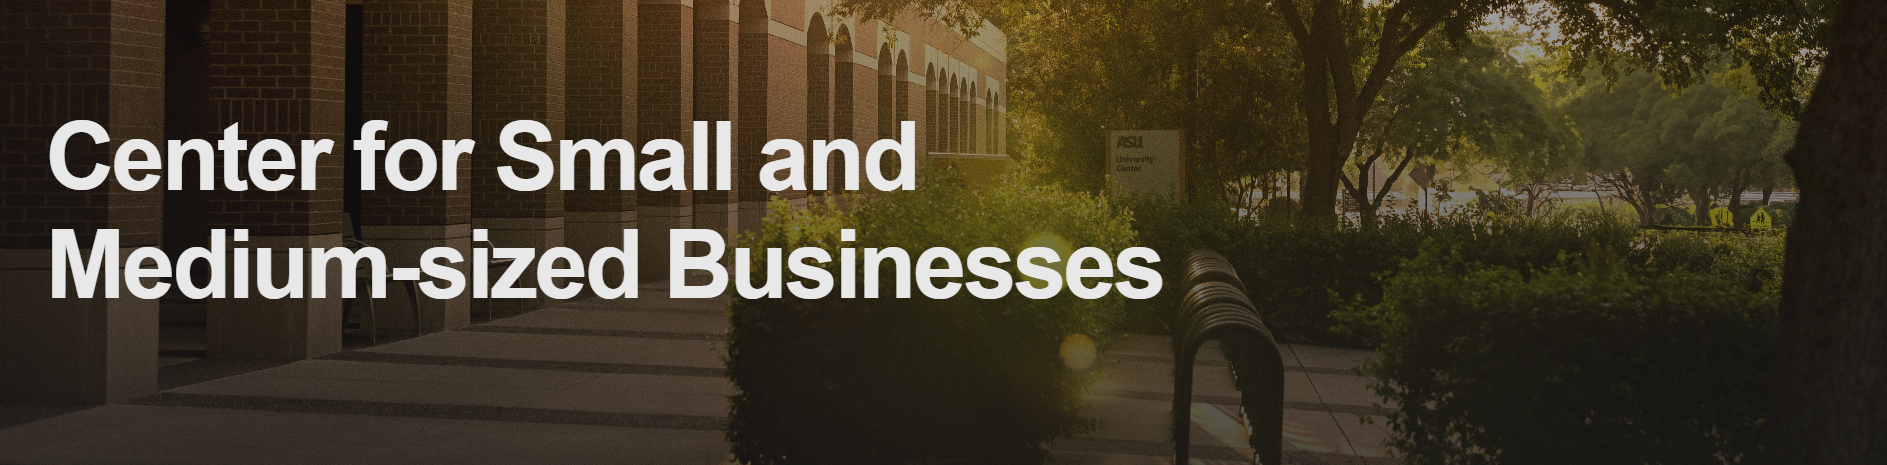 Center for Small and
Medium-sized Businesses
ASU
University
Center